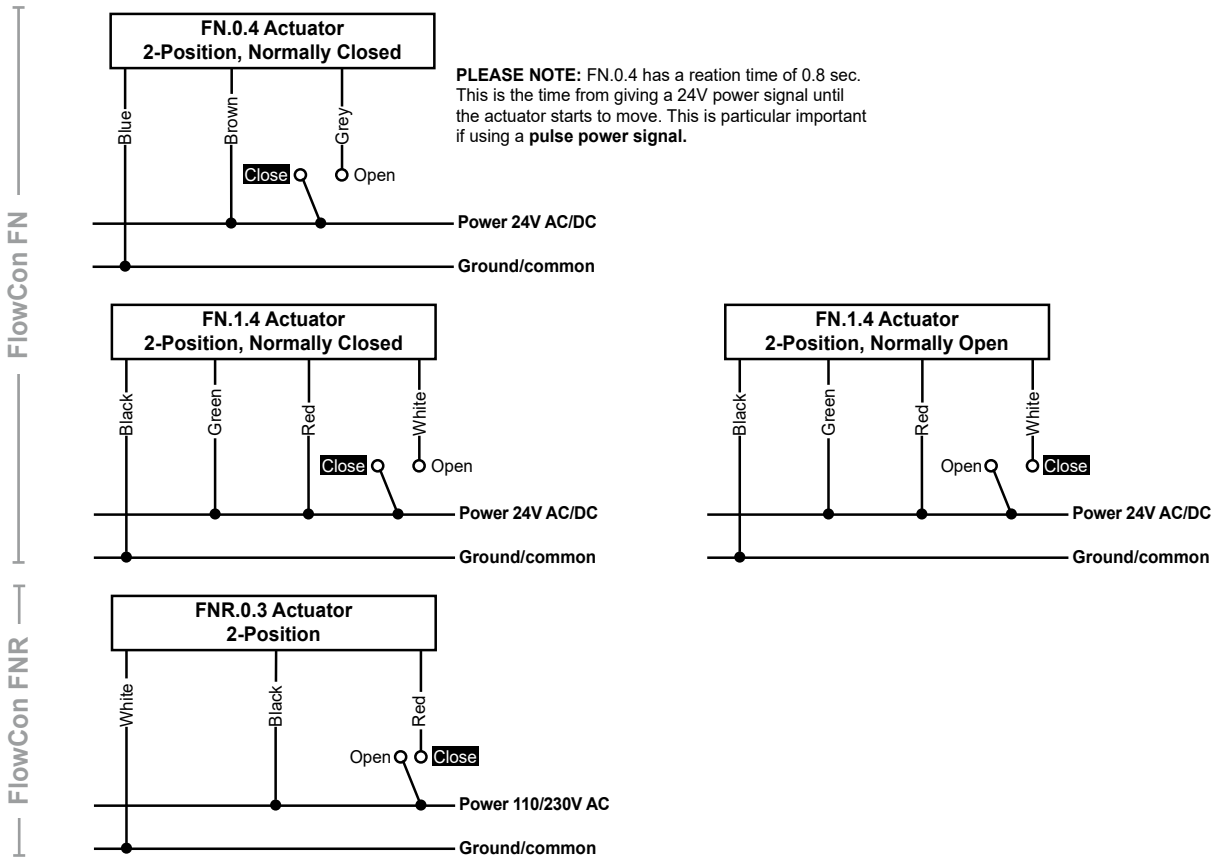 FlowCon FN
FN.0.4 Actuator
2-Position, Normally Closed
PLEASE NOTE: FN.0.4 has a reation time of 0.8 sec.
This is the time from giving a 24V power signal until
the actuator starts to move. This is particular important
if using a pulse power signal.
Blue
Brown
Grey
Close
Open
Power 24V AC/DC
Ground/common
FN.1.4 Actuator
2-Position, Normally Closed
Black
Green
Red
White
Close
Open
Power 24V AC/DC
Ground/common
FN.1.4 Actuator
2-Position, Normally Open
Black
Green
Red
White
Open
Close
Power 24V AC/DC
Ground/common
FlowCon FNR
FNR.0.3 Actuator
2-Position
White
Black
Red
Open
Close
Power 110/230V AC
Ground/common